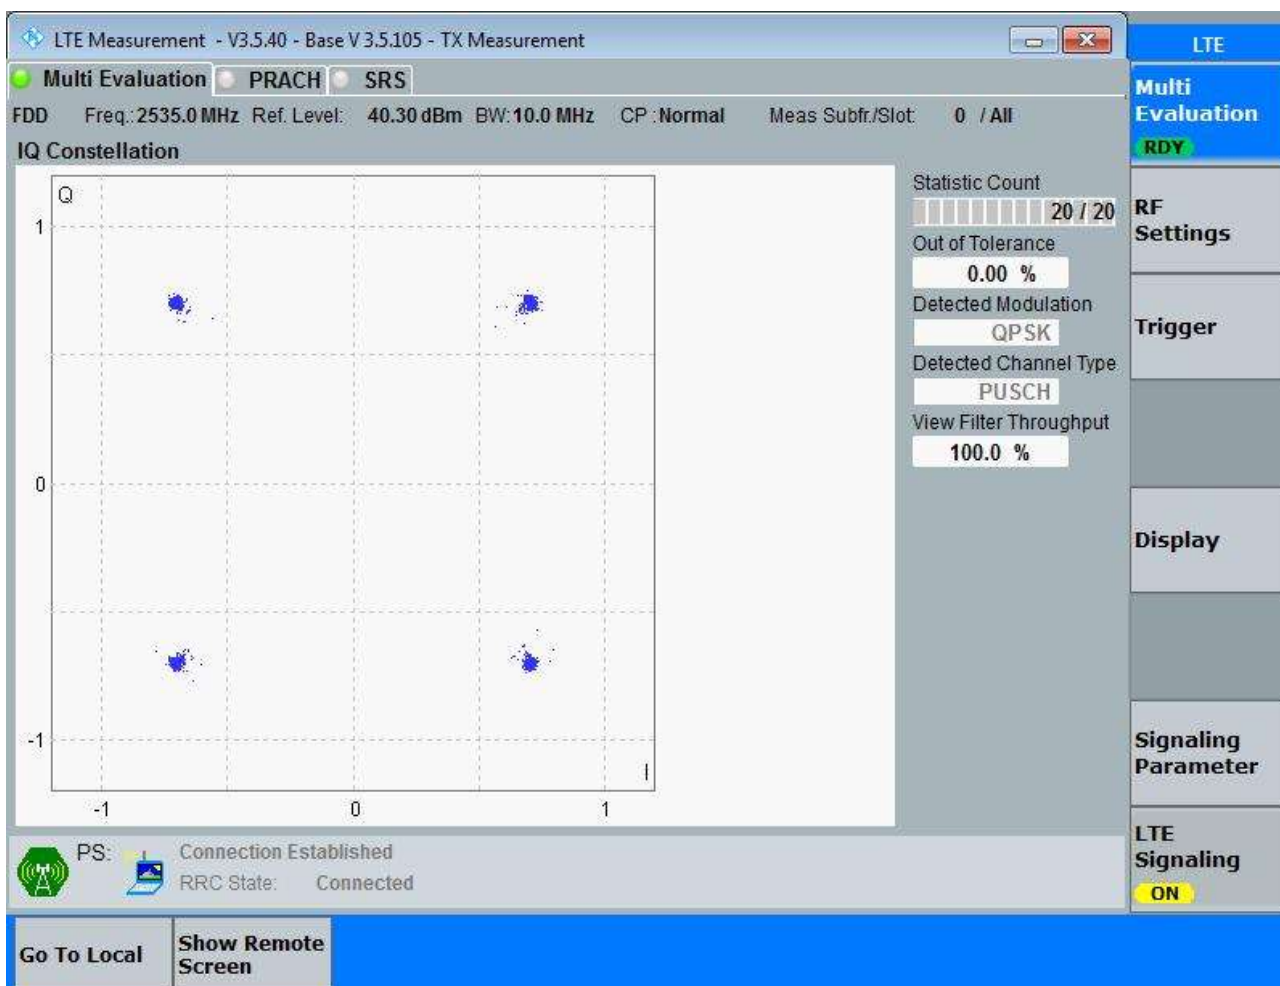 LTE Measurement - V3.5.40 - Base V 3.5.105 - TX Measurement
LTE
Multi Evaluation PRACH SRS
FDD Freq.: 2535.0 MHz Ref. Level: 40.30 dBm BW: 10.0 MHz CP : Normal Meas Subfr./Slot: 0 / All
IQ Constellation
Q
1
0
-1
I
-1 0 1
Statistic Count
20 / 20
Out of Tolerance
0.00 %
Detected Modulation
QPSK
Detected Channel Type
PUSCH
View Filter Throughput
100.0 %
PS:
Connection Established
RRC State: Connected
Multi
Evaluation
RDY
RF
Settings
Trigger
Display
Signaling
Parameter
LTE
Signaling
ON
Go To Local
Show Remote
Screen